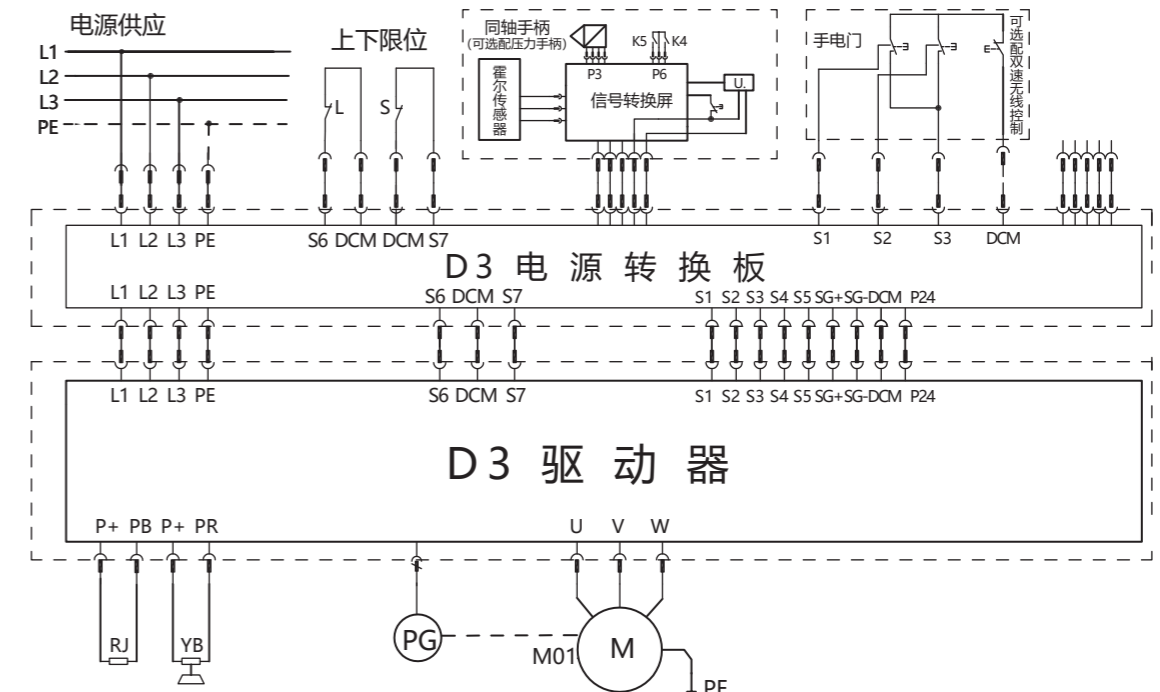 电源供应
L1
L2
L3
PE
上下限位
L
S
同轴手柄
(可选配压力手柄)
K5 K4
P3
P6
霍尔传感器
信号转换屏
U.
手电门
可选配双速无线控制
L1 L2 L3 PE
S6 DCM DCM S7
S1 S2 S3 DCM
D3 电源转换板
L1 L2 L3 PE
S6 DCM S7
S1 S2 S3 S4 S5 SG+ SG- DCM P24
L1 L2 L3 PE
S6 DCM S7
S1 S2 S3 S4 S5 SG+ SG- DCM P24
D3 驱动器
P+ PB P+ PR
U V W
RJ
YB
PG
M01
M
PE